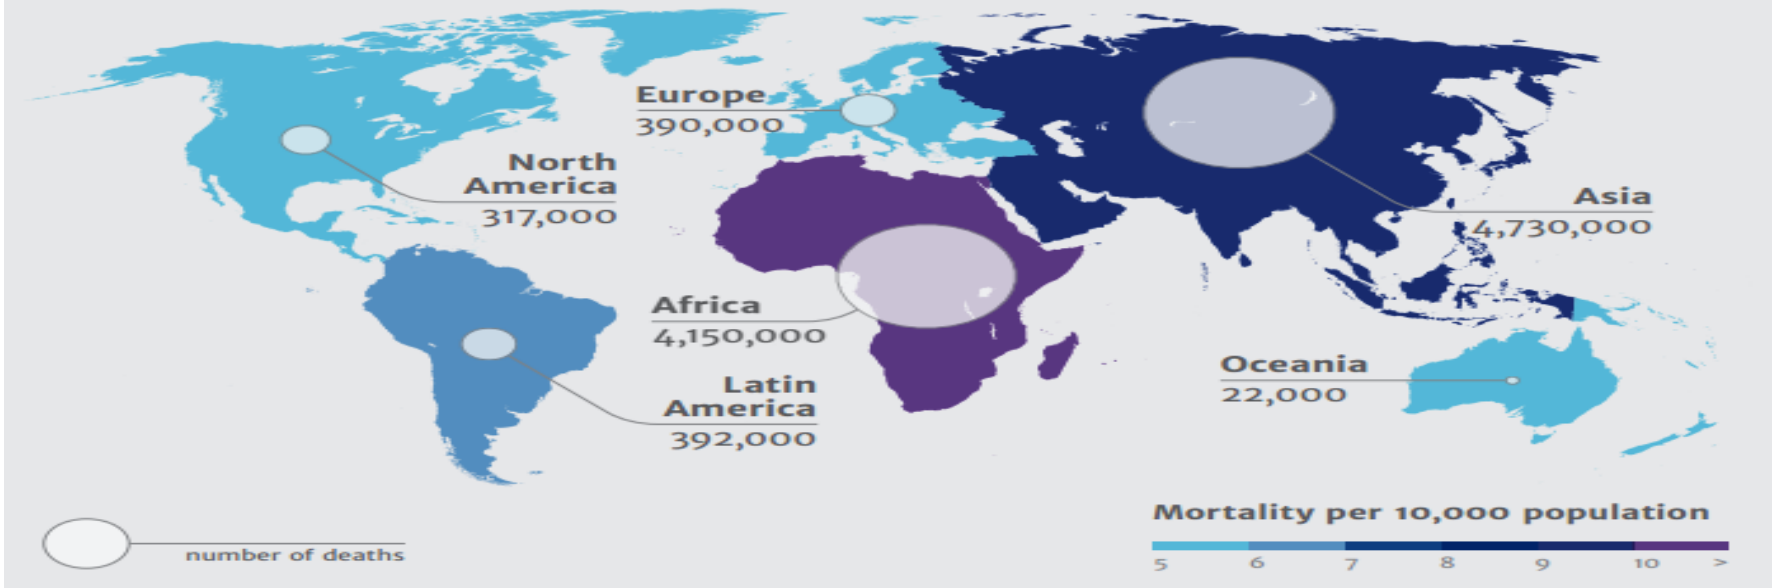 Europe
390,000
North
America
317,000
Asia
4,730,000
Africa
4,150,000
Latin
America
392,000
Oceania
22,000
Mortality per 10,000 population
5 6 7 8 9 10 >
number of deaths